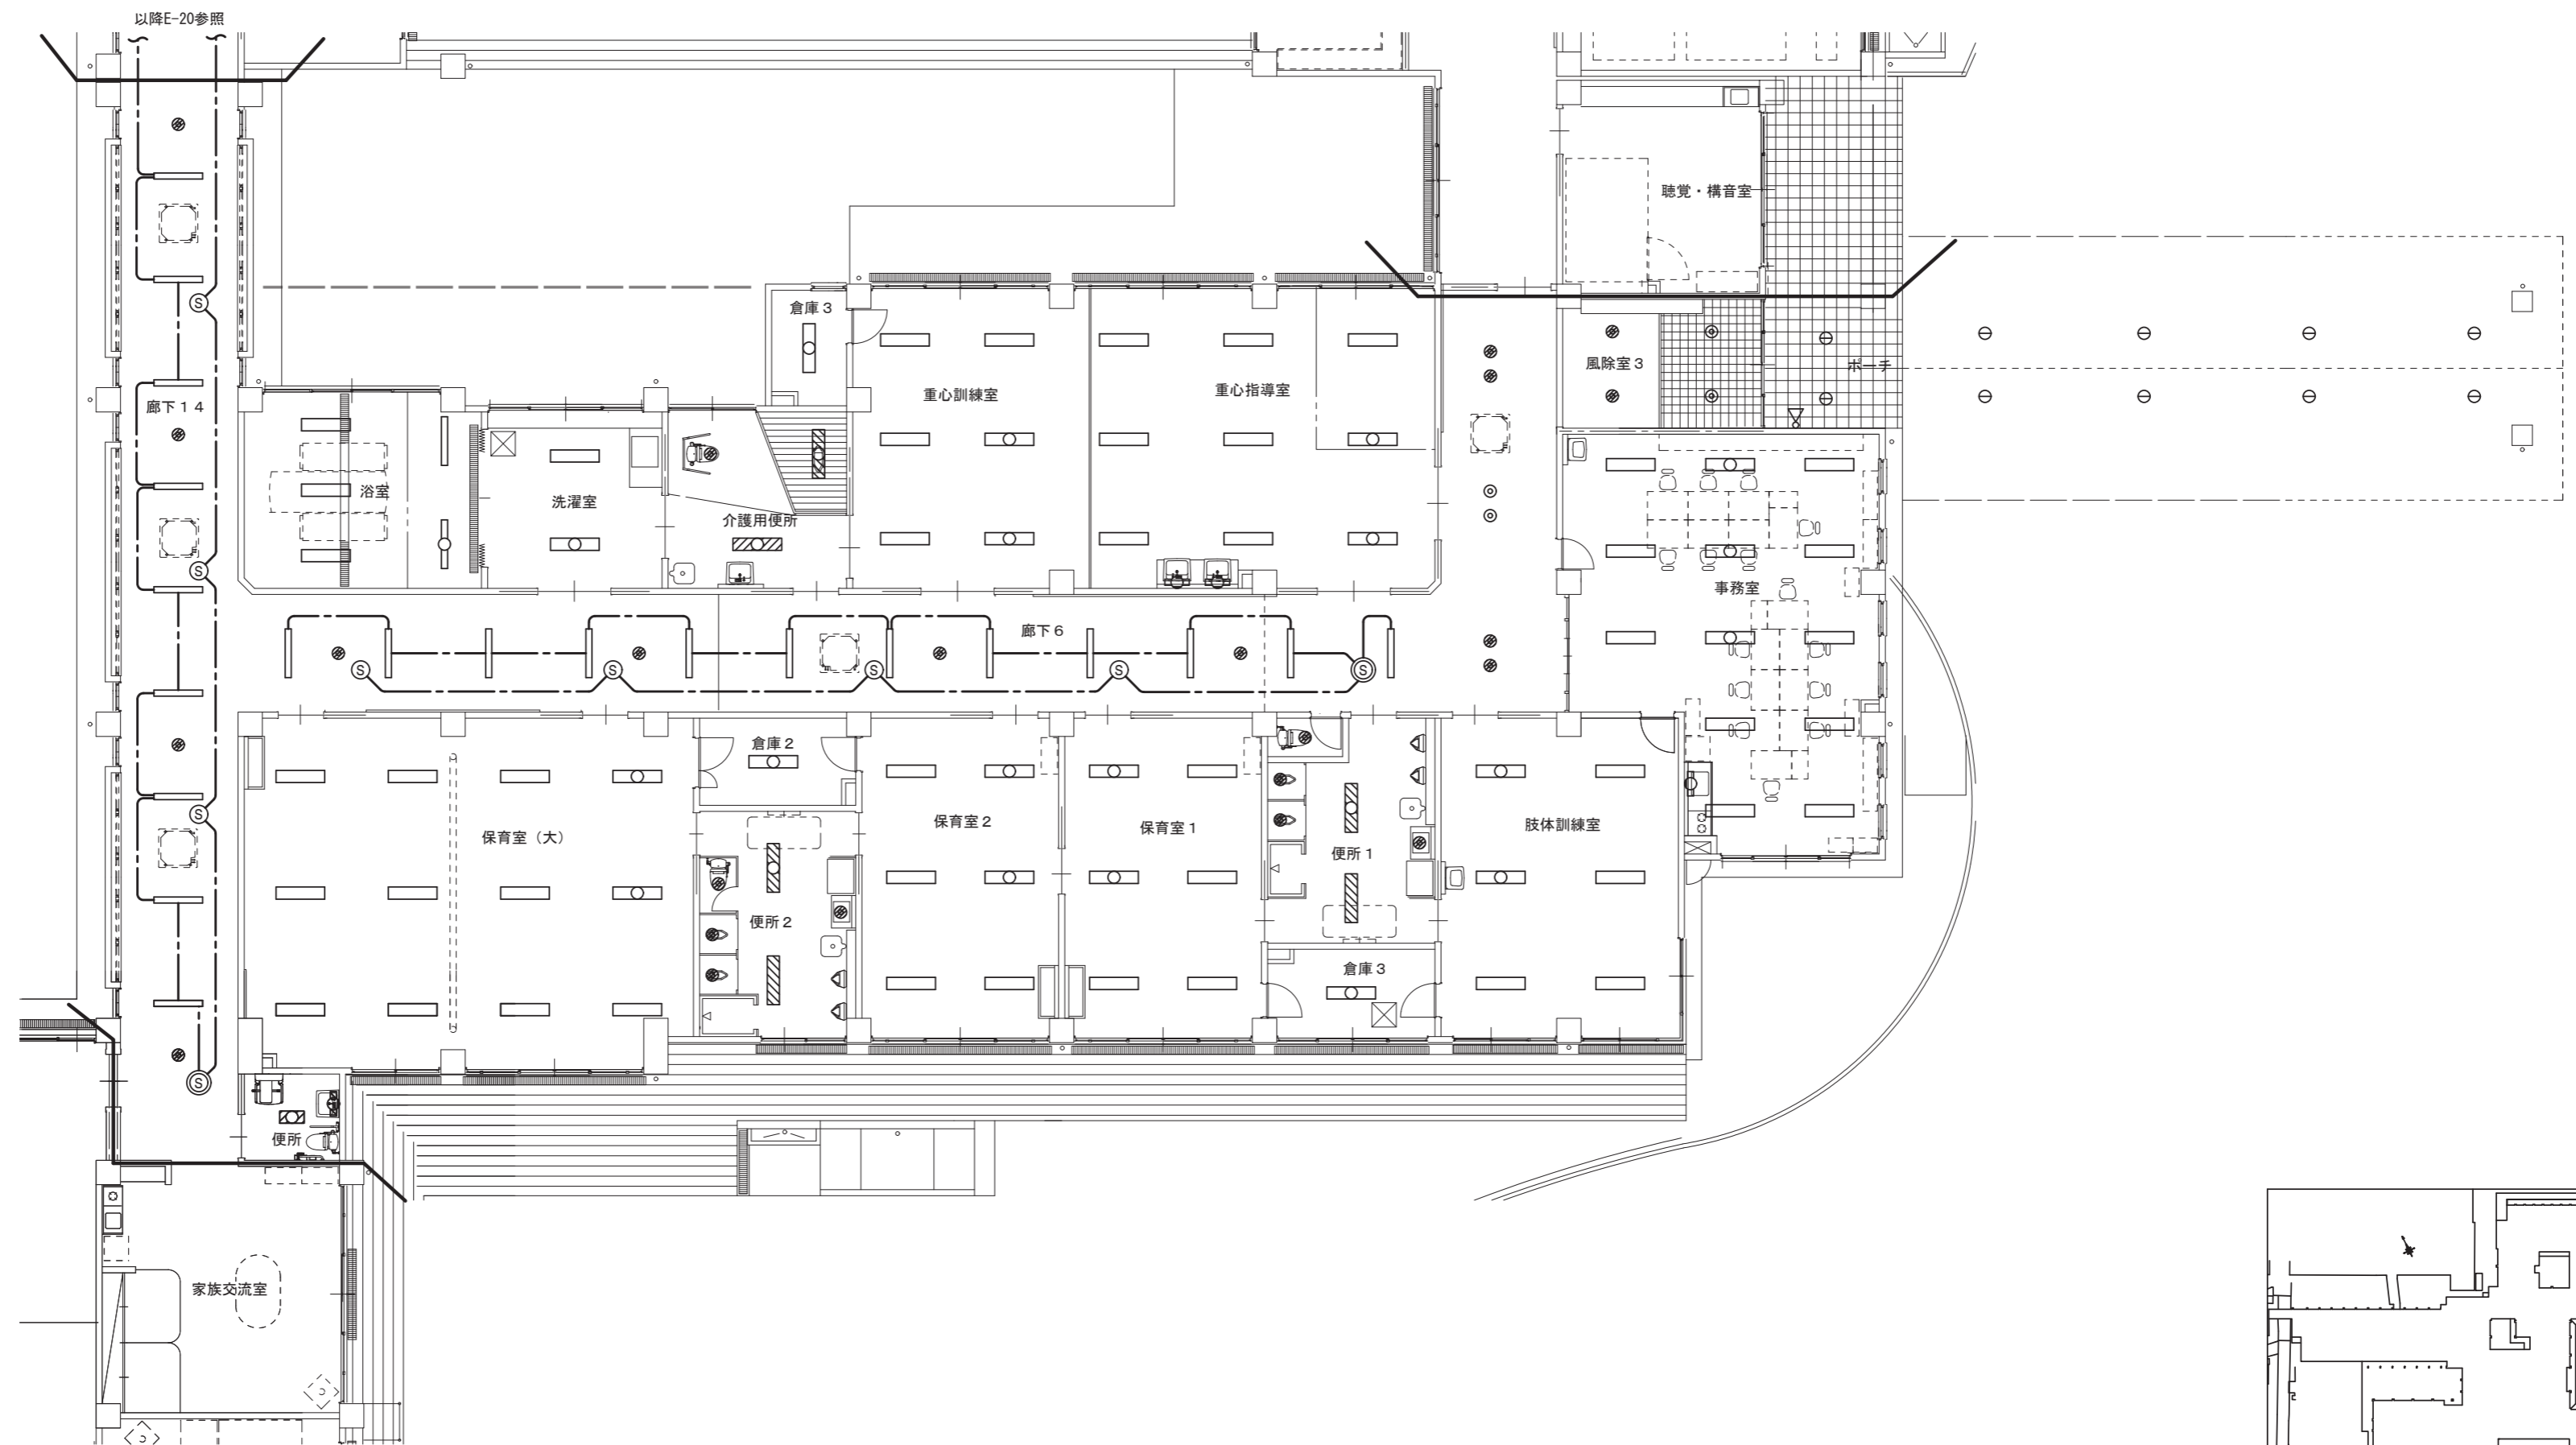 以降E-20参照
聴覚・構音室
倉庫３
風除室３
ポーチ
重心訓練室
重心指導室
廊下１４
浴室
洗濯室
介護用便所
事務室
廊下６
S
S
S
S
S
S
S
S
S
倉庫２
保育室（大）
保育室２
保育室１
肢体訓練室
便所１
便所２
倉庫３
便所
家族交流室